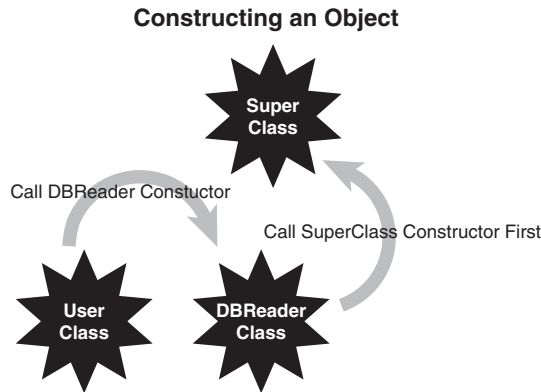 Constructing an Object
Super
Class
Call DBReader Constuctor
Call SuperClass Constructor First
User
Class
DBReader
Class